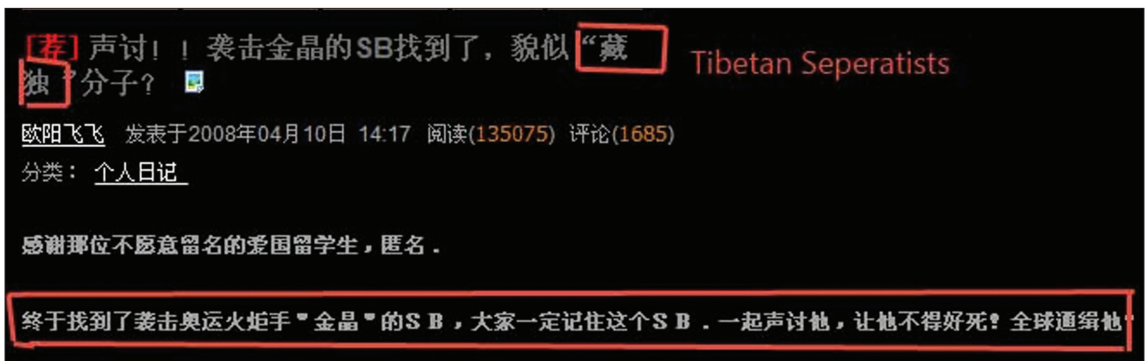 [荐] 声讨！！袭击金晶的SB找到了，貌似“藏
独”分子？
Tibetan Seperatists
欧阳飞飞 发表于2008年04月10日 14:17 阅读(135075) 评论(1685)
分类：个人日记
感谢那位不愿意留名的爱国留学生，匿名．
终于找到了袭击奥运火炬手"金晶"的S B，大家一定记住这个S B．一起声讨他，让他不得好死！全球通缉他